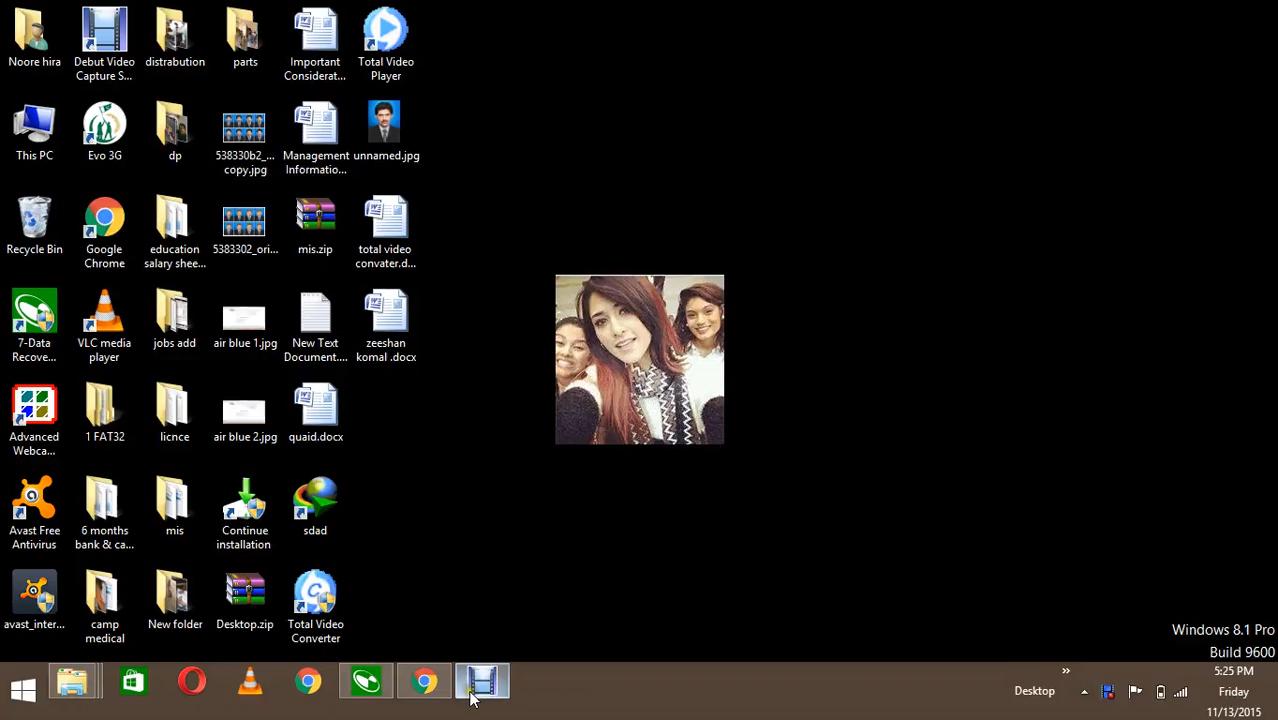 Noore hira
Debut Video
Capture S...
distrabution
parts
Important
Considerat...
Total Video
Player
This PC
Evo 3G
dp
538330b2_...
copy.jpg
Management
Informatio...
unnamed.jpg
Recycle Bin
Google
Chrome
education
salary shee...
5383302_ori...
mis.zip
total video
convater.d...
7-Data
Recove...
VLC media
player
jobs add
air blue 1.jpg
New Text
Document....
zeeshan
komal .docx
Advanced
Webca...
1 FAT32
licnce
air blue 2.jpg
quaid.docx
Avast Free
Antivirus
6 months
bank & ca...
mis
Continue
installation
sdad
avast_inter...
camp
medical
New folder
Desktop.zip
Total Video
Converter
Windows 8.1 Pro
Build 9600
Desktop
5:25 PM
Friday
11/13/2015